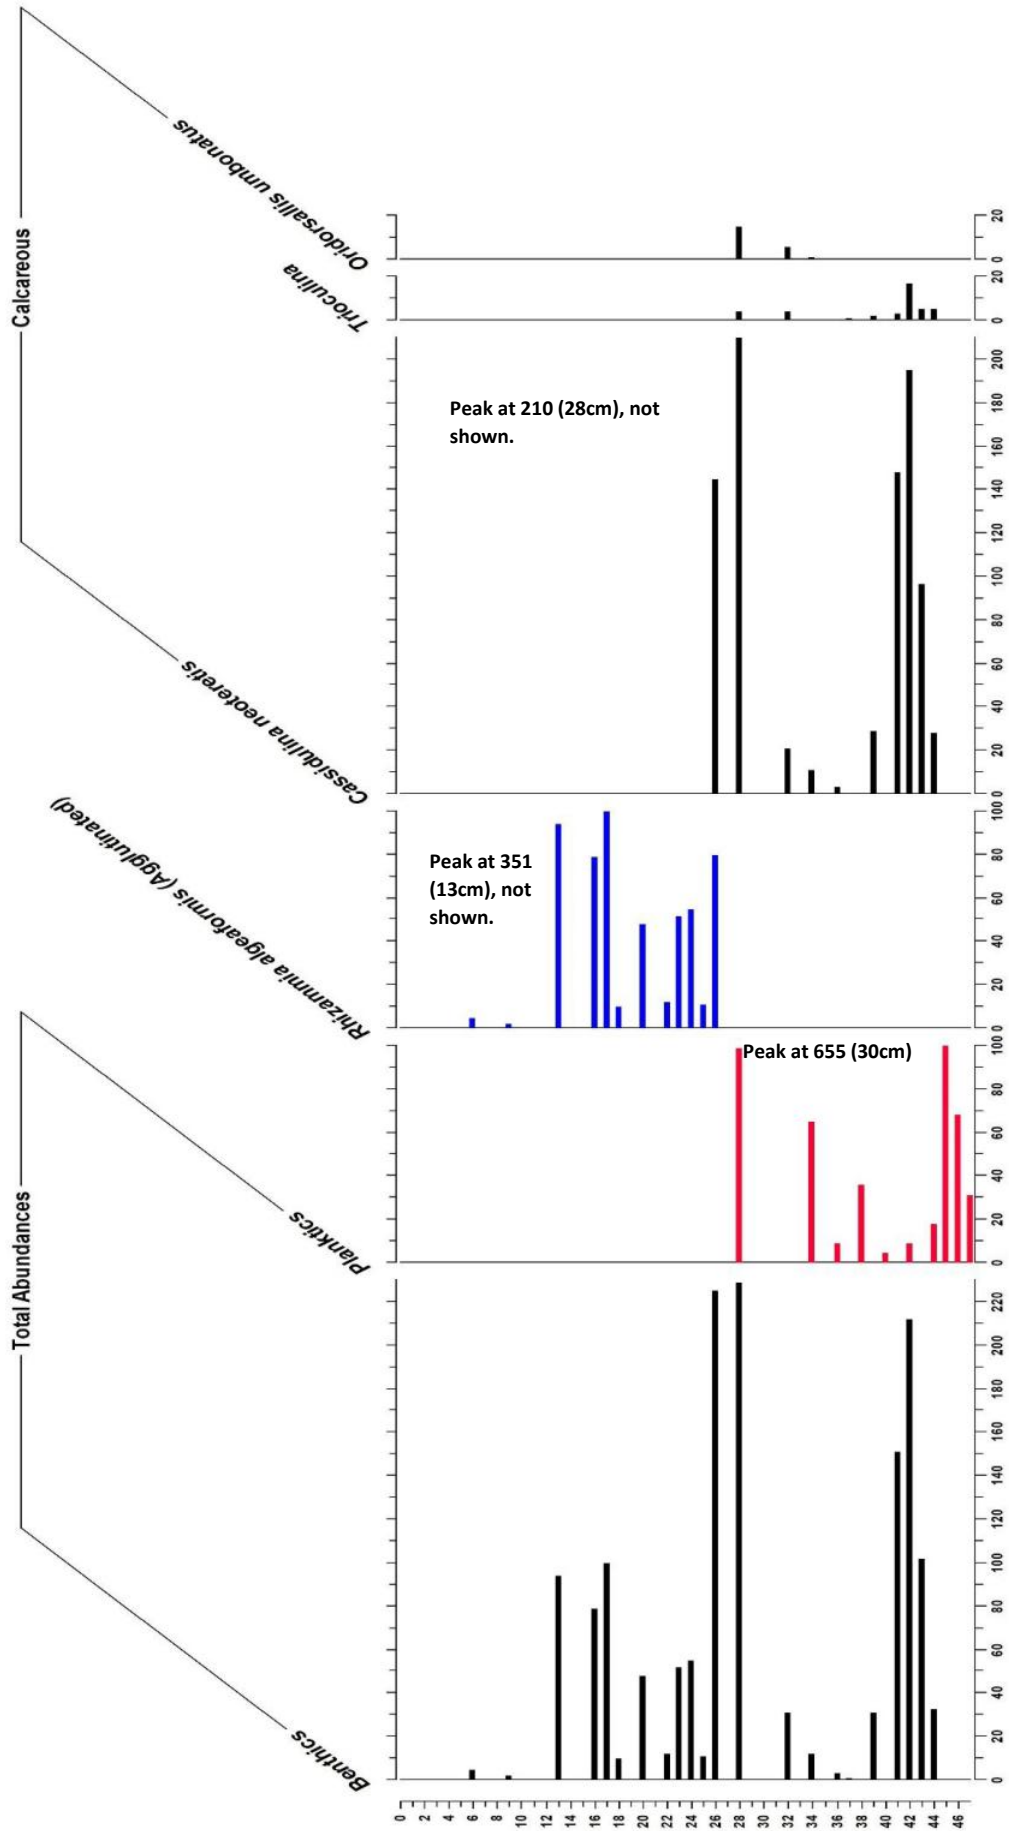 Calcareous
Oridorsallis umbonatus
Trioculina
Cassidulina neoteretis
Rhizammia algeaformis (Agglutinated)
Total Abundances
Planktics
Benthics
0 20
0 20
Peak at 210 (28cm), not
shown.
0 20 40 60 80 100 120 140 160 180 200
Peak at 351
(13cm), not
shown.
0 20 40 60 80 100
Peak at 655 (30cm)
0 20 40 60 80 100
0 20 40 60 80 100 120 140 160 180 200 220
0 2 4 6 8 10 12 14 16 18 20 22 24 26 28 30 32 34 36 38 40 42 44 46